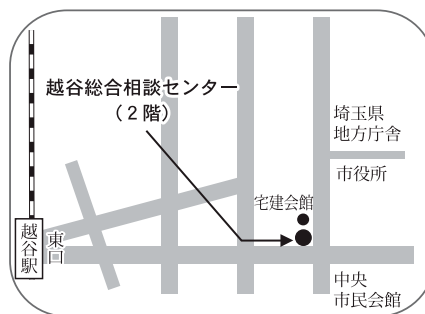 越谷総合相談センター
（２階）
埼玉県
地方庁舎
市役所
宅建会館
越谷駅
東口
中央
市民会館